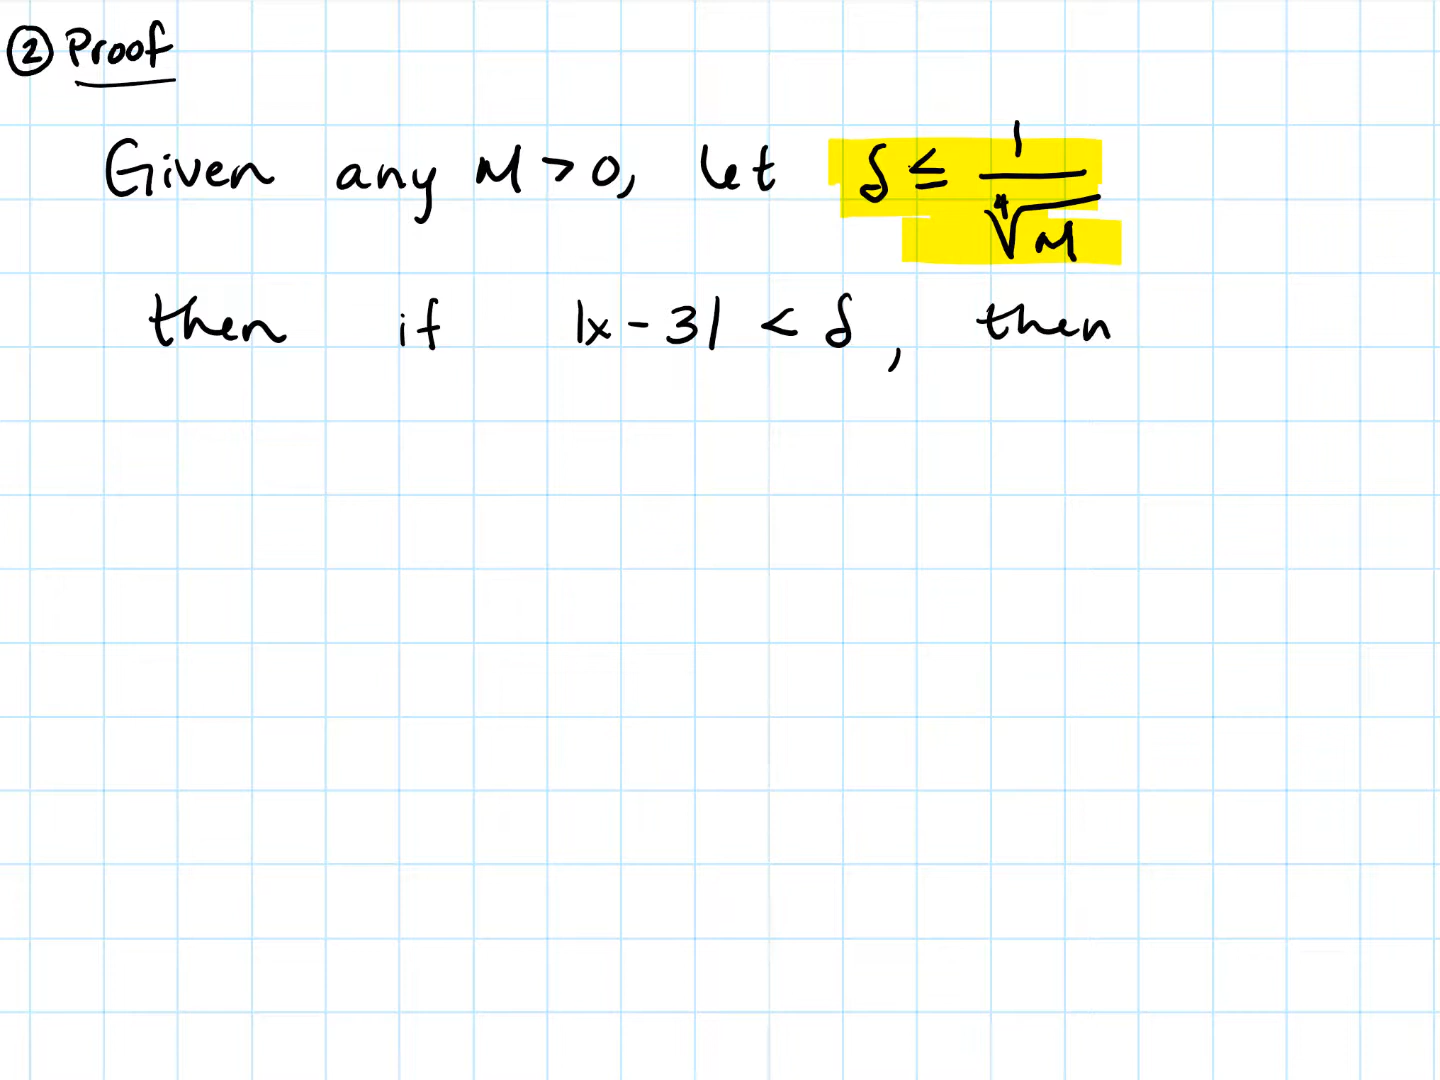 ② Proof
Given any M > 0, let δ ≤ 1/∜M
then if |x - 3| < δ, then